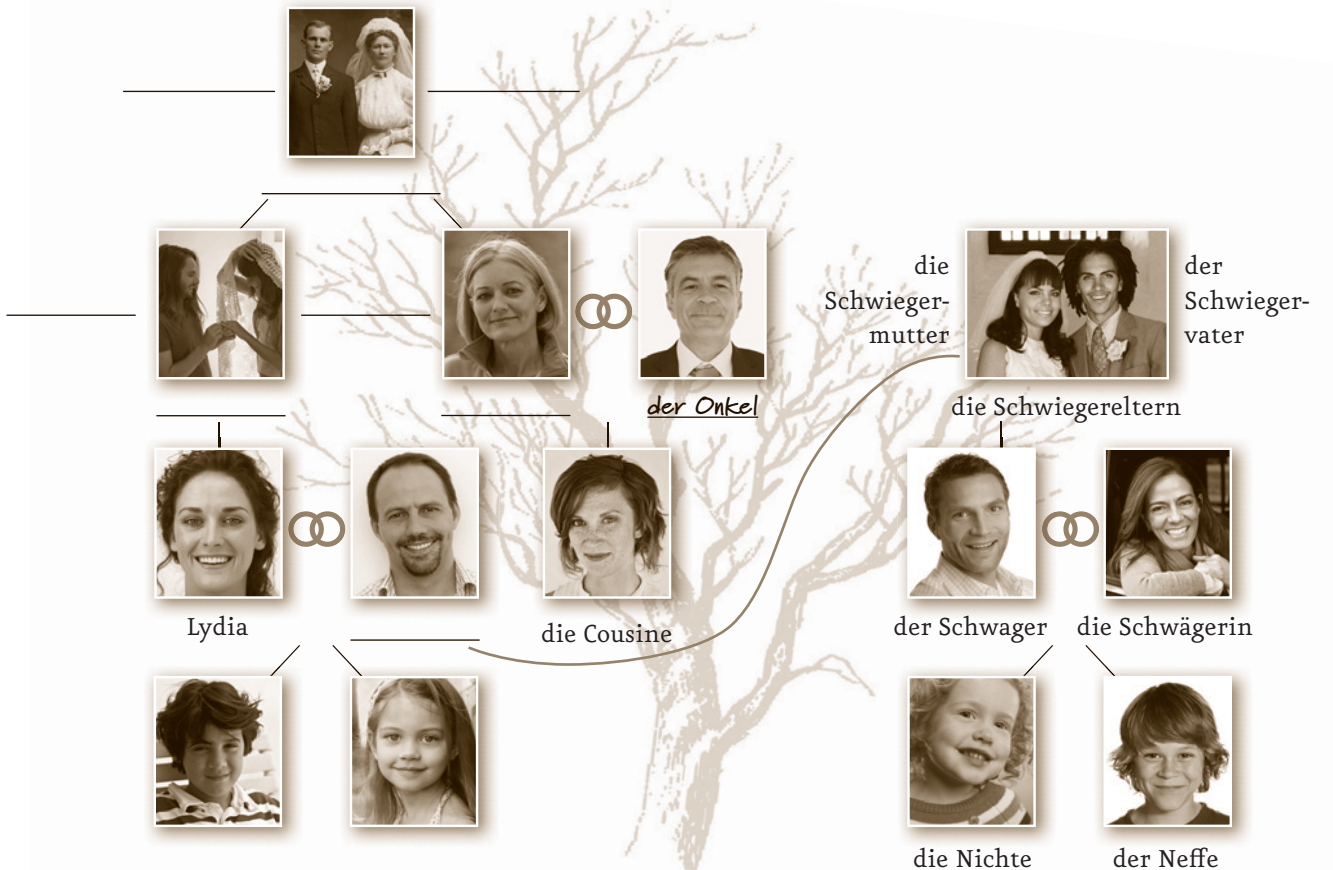 die
Schwieger-
mutter
der
Schwieger-
vater
der Onkel
die Schwiegereltern
Lydia
die Cousine
der Schwager
die Schwägerin
die Nichte
der Neffe